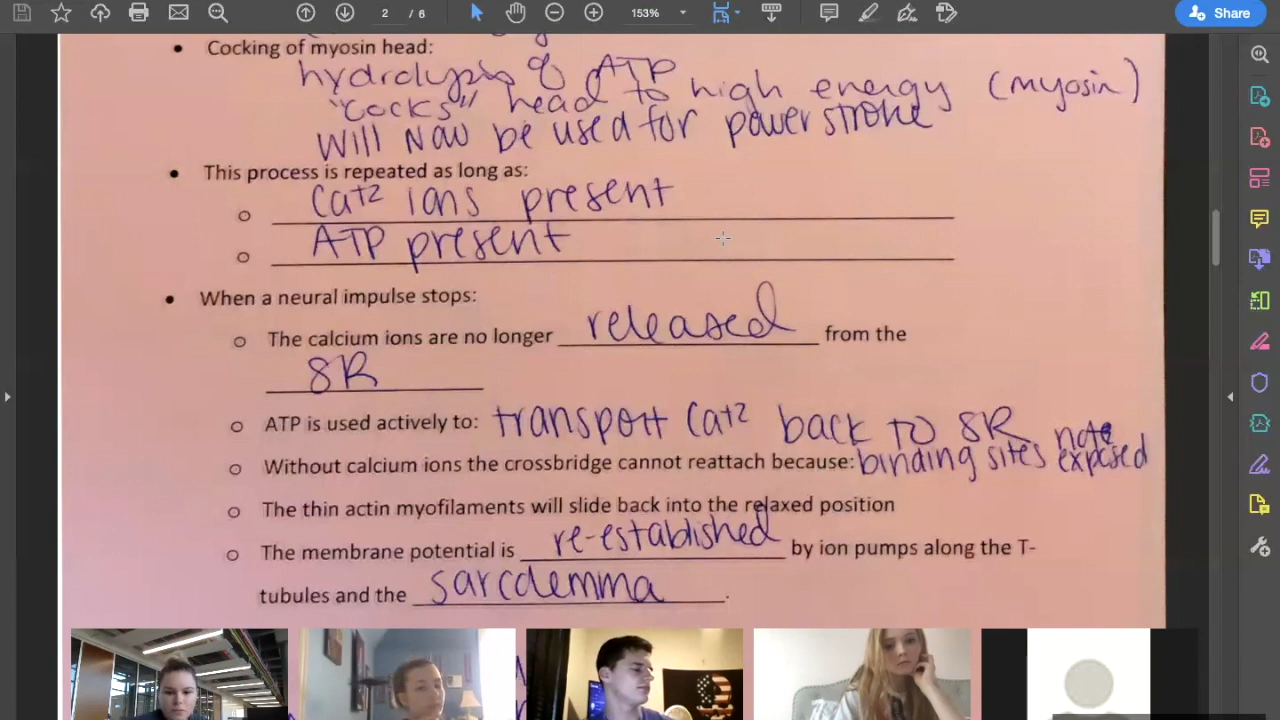 2 / 6
153%
Share
Cocking of myosin head:
hydrolysis of ATP
"Cocks" head to high energy (myosin)
Will Now be used for power stroke
This process is repeated as long as:
Ca+2 ions present
ATP present
When a neural impulse stops:
The calcium ions are no longer released from the
SR
ATP is used actively to: transport Ca+2 back to SR
Without calcium ions the crossbridge cannot reattach because: binding sites not exposed
The thin actin myofilaments will slide back into the relaxed position
The membrane potential is re-established by ion pumps along the T-
tubules and the sarcolemma.